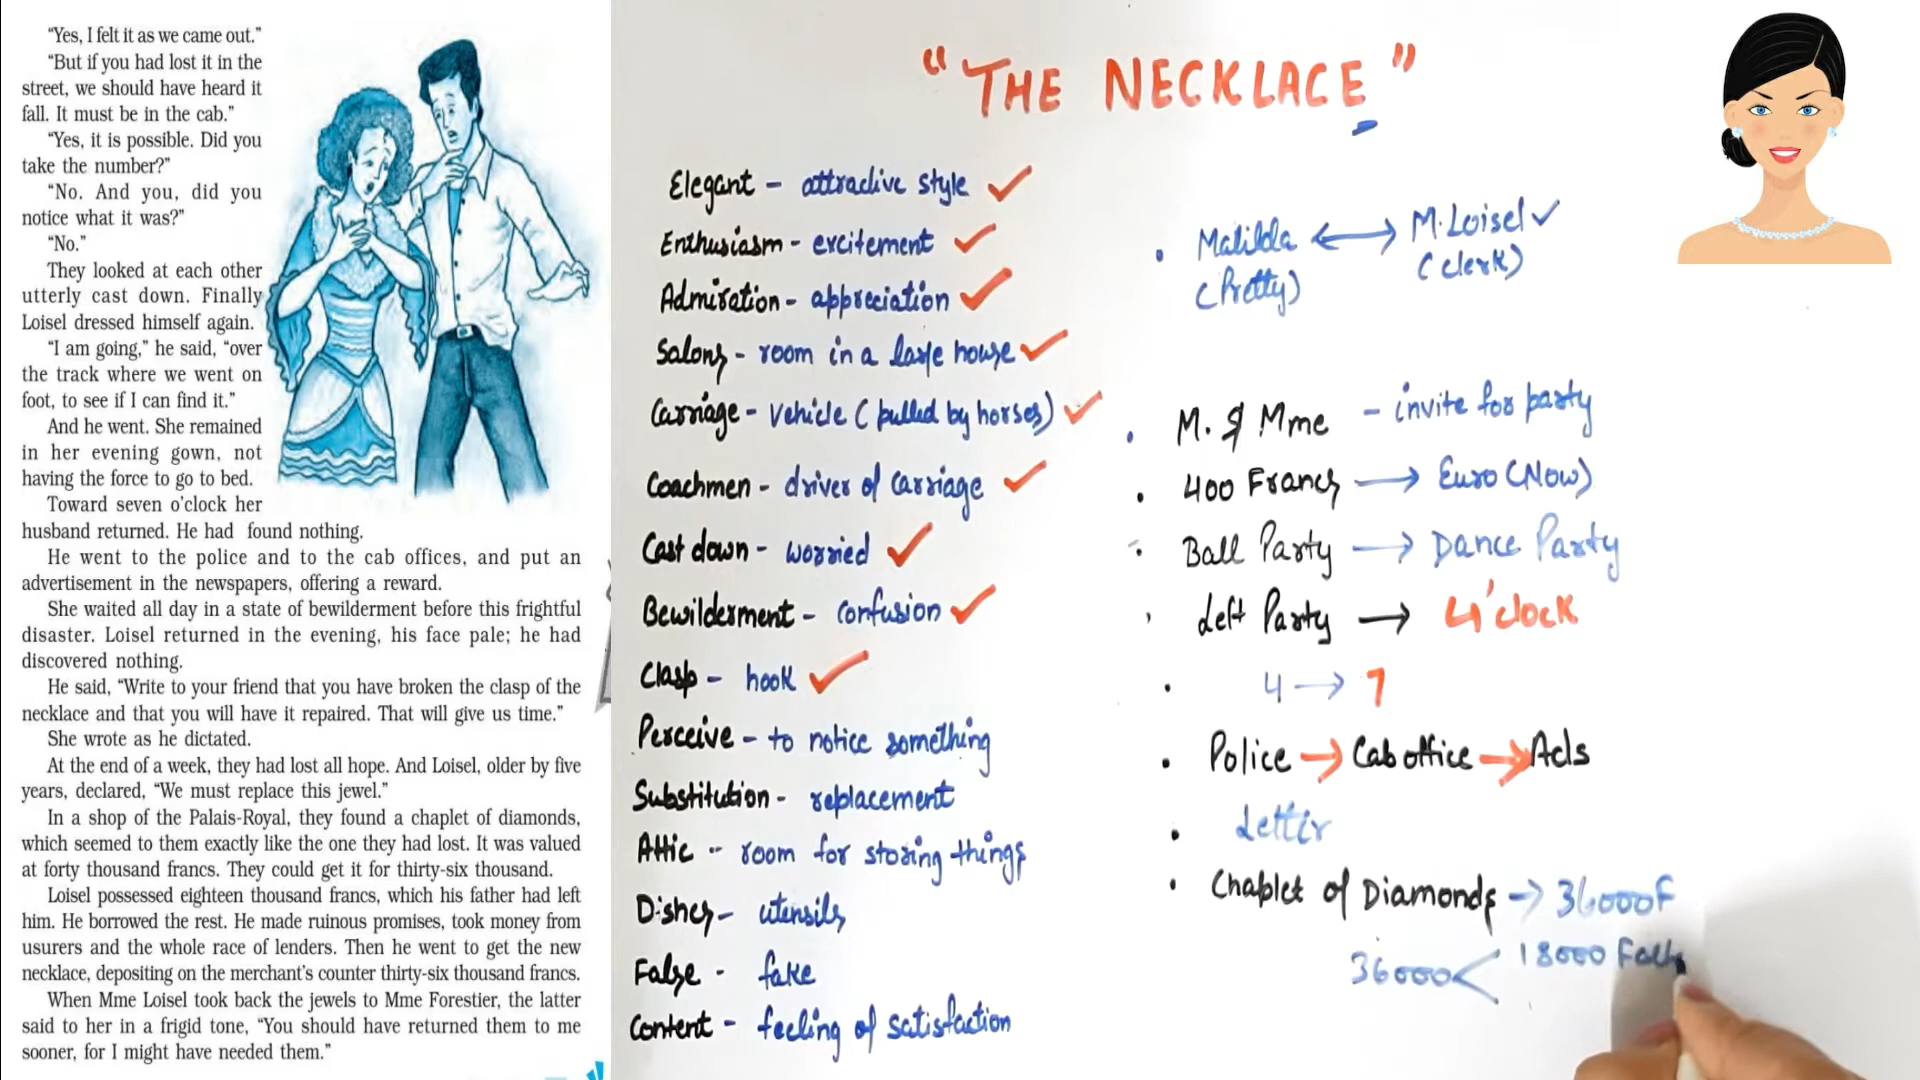 “Yes, I felt it as we came out.”
“But if you had lost it in the
street, we should have heard it
fall. It must be in the cab.”
“Yes, it is possible. Did you
take the number?”
“No. And you, did you
notice what it was?”
“No.”
They looked at each other
utterly cast down. Finally
Loisel dressed himself again.
“I am going,” he said, “over
the track where we went on
foot, to see if I can find it.”
And he went. She remained
in her evening gown, not
having the force to go to bed.
Toward seven o’clock her
husband returned. He had found nothing.
He went to the police and to the cab offices, and put an
advertisement in the newspapers, offering a reward.
She waited all day in a state of bewilderment before this frightful
disaster. Loisel returned in the evening, his face pale; he had
discovered nothing.
He said, “Write to your friend that you have broken the clasp of the
necklace and that you will have it repaired. That will give us time.”
She wrote as he dictated.
At the end of a week, they had lost all hope. And Loisel, older by five
years, declared, “We must replace this jewel.”
In a shop of the Palais-Royal, they found a chaplet of diamonds,
which seemed to them exactly like the one they had lost. It was valued
at forty thousand francs. They could get it for thirty-six thousand.
Loisel possessed eighteen thousand francs, which his father had left
him. He borrowed the rest. He made ruinous promises, took money from
usurers and the whole race of lenders. Then he went to get the new
necklace, depositing on the merchant’s counter thirty-six thousand francs.
When Mme Loisel took back the jewels to Mme Forestier, the latter
said to her in a frigid tone, “You should have returned them to me
sooner, for I might have needed them.”
“THE NECKLACE”
Elegant - attractive style
Enthusiasm - excitement
Admiration - appreciation
Salons - room in a large house
Carriage - vehicle (pulled by horses)
Coachmen - driver of carriage
Cast down - worried
Bewilderment - confusion
Clasp - hook
Perceive - to notice something
Substitution - replacement
Attic - room for storing things
Dishes - utensils
False - fake
Content - feeling of satisfaction
• Matilda ↔ M. Loisel ✓
(Pretty) (clerk)
• M. & Mme - invite for party
• 400 Francs → Euro (Now)
• Ball Party → Dance Party
• Left Party → 4'clock
• 4 → 7
• Police → Cab office → Ads
• Letter
• Chaplet of Diamonds → 36000F
36000 < 18000